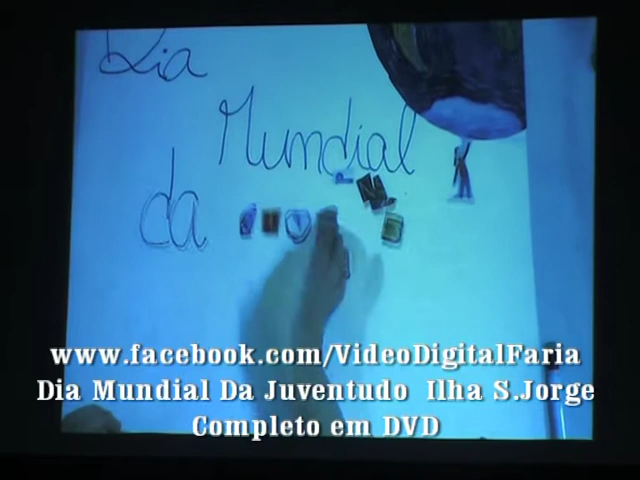 Dia
Mundial
da
www.facebook.com/VideoDigitalFaria
Dia Mundial Da Juventudo Ilha S.Jorge
Completo em DVD